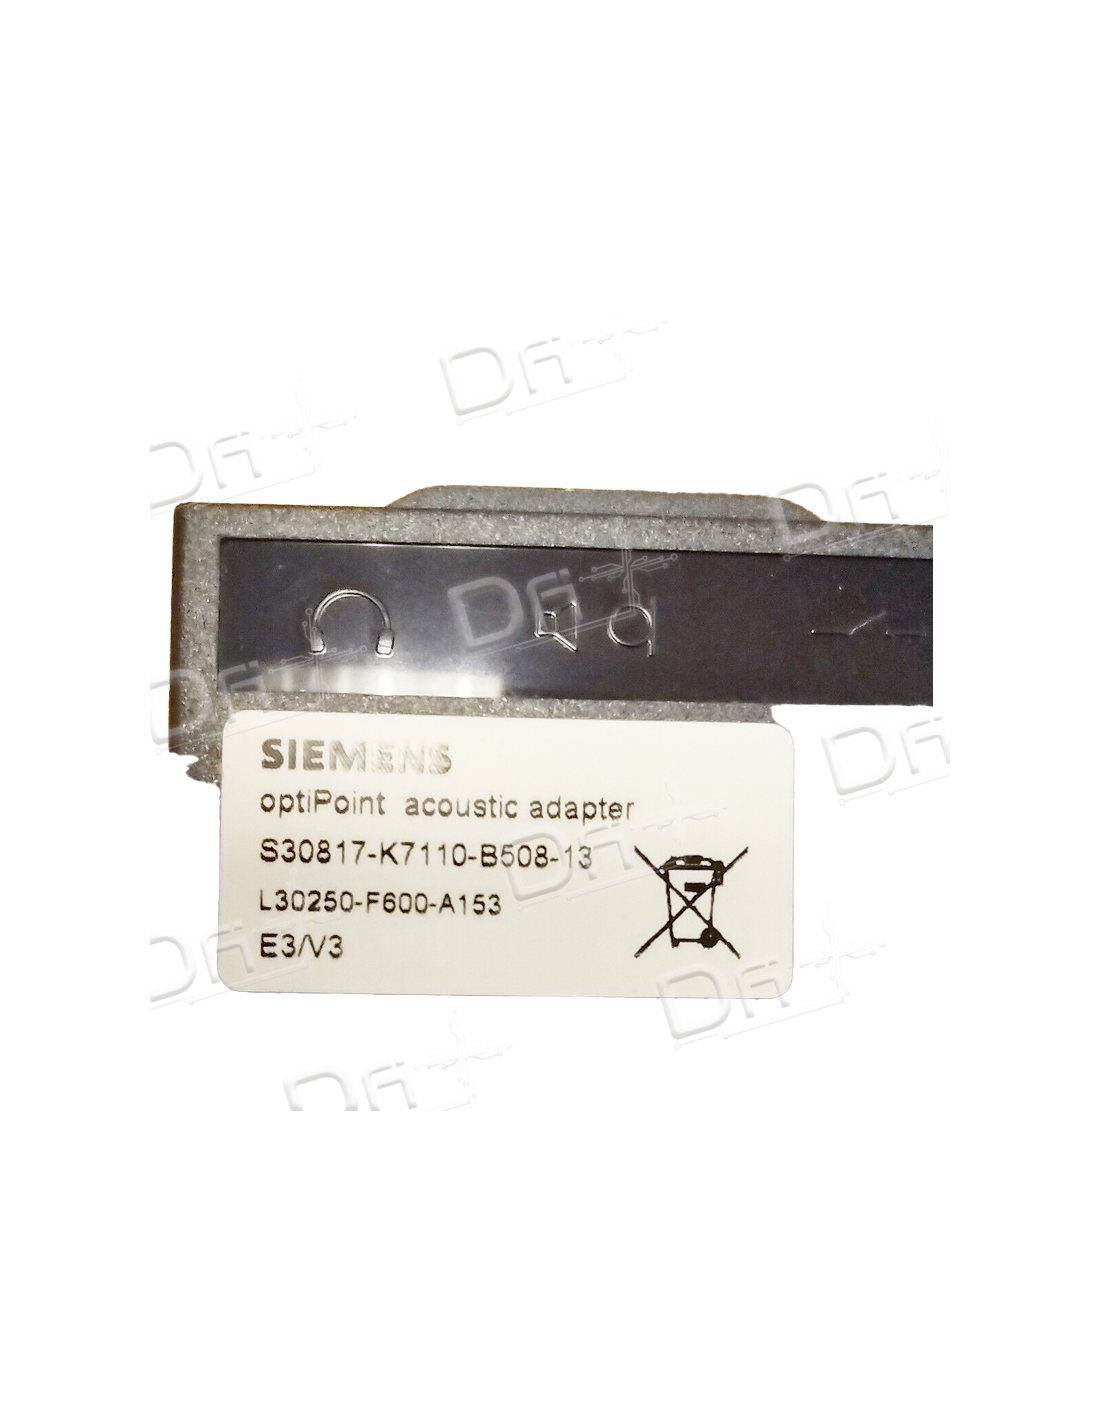 SIEMENS
optiPoint acoustic adapter
S30817-K7110-B508-13
L30250-F600-A153
E3/V3